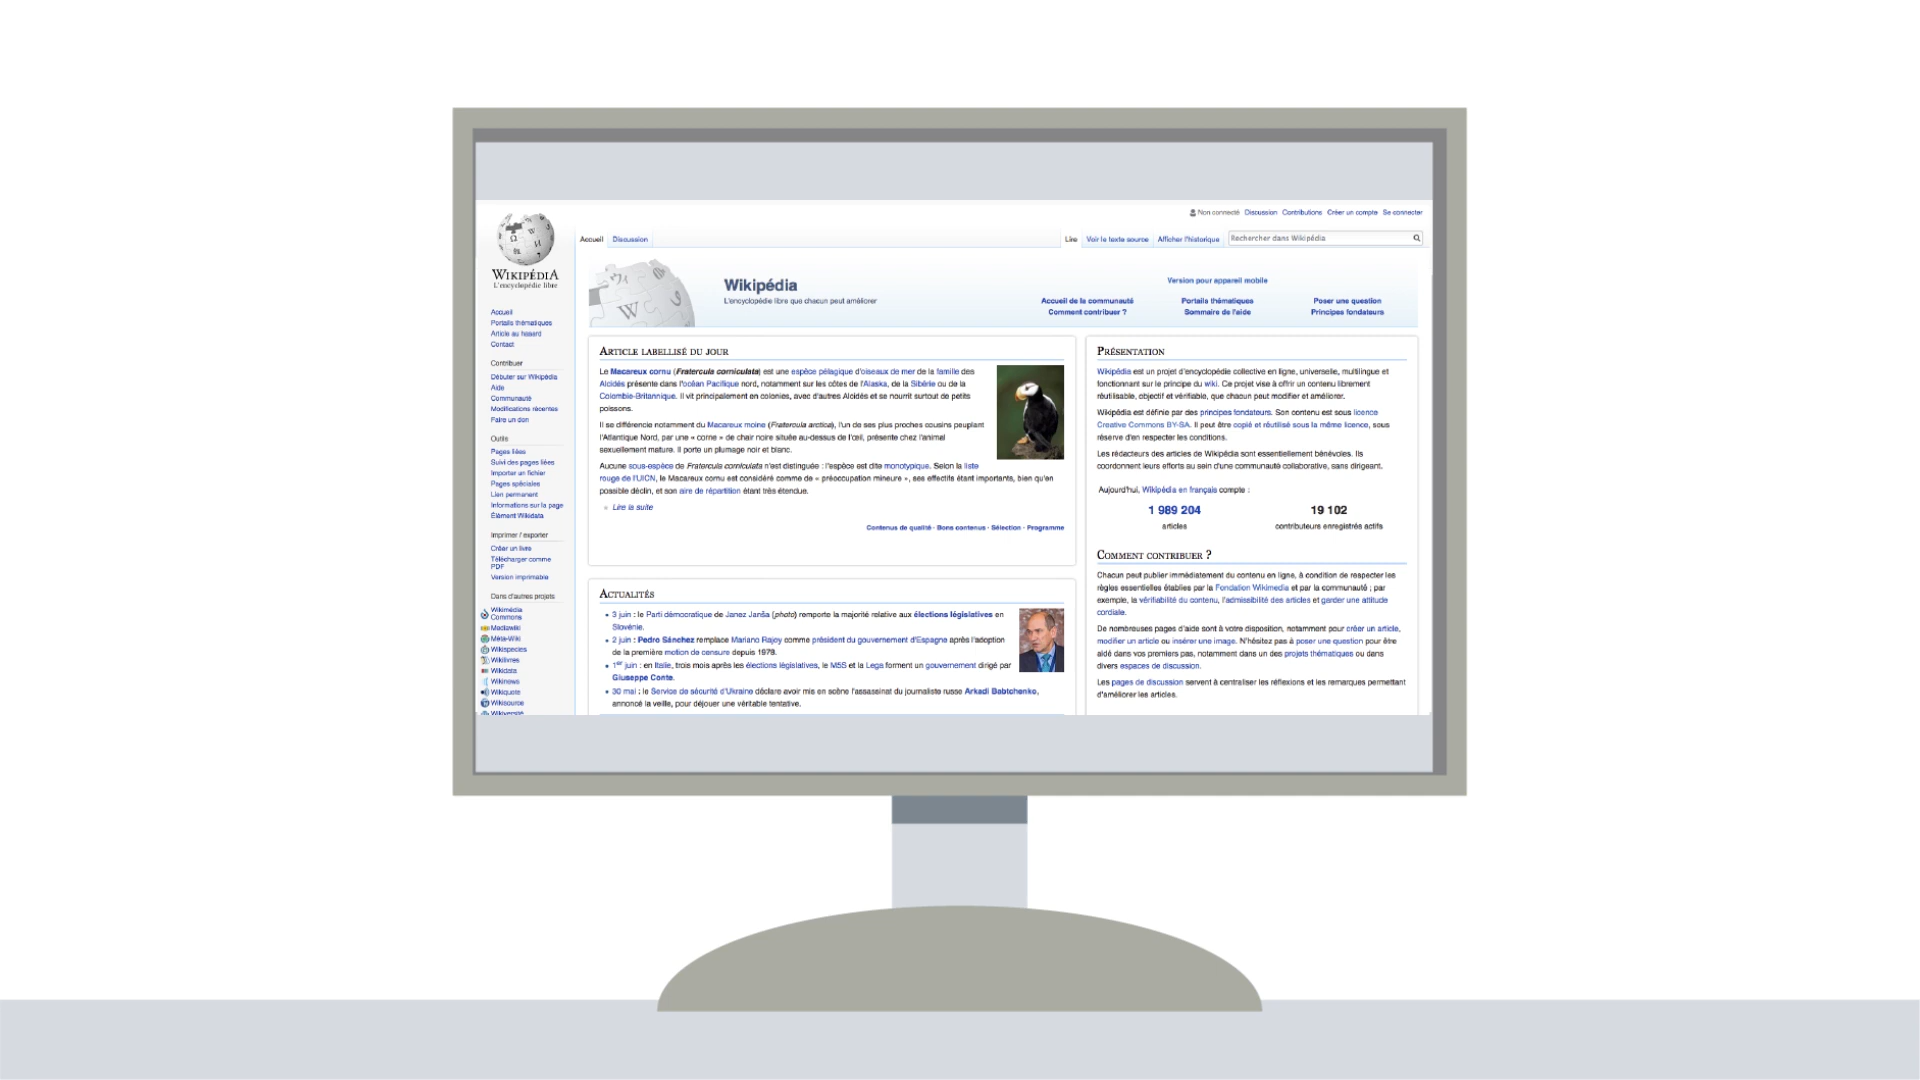 Non connecté Discussion Contributions Créer un compte Se connecter
Accueil Discussion
Lire Voir le texte source Afficher l'historique Rechercher dans Wikipédia
WIKIPÉDIA
L'encyclopédie libre
Accueil
Portails thématiques
Article au hasard
Contact
Contribuer
Débuter sur Wikipédia
Aide
Communauté
Modifications récentes
Faire un don
Outils
Pages liées
Suivi des pages liées
Importer un fichier
Pages spéciales
Lien permanent
Informations sur la page
Élément Wikidata
Imprimer / exporter
Créer un livre
Télécharger comme
PDF
Version imprimable
Dans d'autres projets
Wikimédia
Commons
MediaWiki
Méta-Wiki
Wikispecies
Wikilivres
Wikidata
Wikinews
Wikiquote
Wikisource
Wikiversité
Wikipédia
L'encyclopédie libre que chacun peut améliorer
Version pour appareil mobile
Accueil de la communauté Portails thématiques Poser une question
Comment contribuer ? Sommaire de l'aide Principes fondateurs
ARTICLE LABELLISÉ DU JOUR
Le Macareux cornu (Fratercula corniculata) est une espèce pélagique d'oiseaux de mer de la famille des
Alcidés présente dans l'océan Pacifique nord, notamment sur les côtes de l'Alaska, de la Sibérie ou de la
Colombie-Britannique. Il vit principalement en colonies, avec d'autres Alcidés et se nourrit surtout de petits
poissons.
Il se différencie notamment du Macareux moine (Fratercula arctica), l'un de ses plus proches cousins peuplant
l'Atlantique Nord, par une « corne » de chair noire située au-dessus de l'œil, présente chez l'animal
sexuellement mature. Il porte un plumage noir et blanc.
Aucune sous-espèce de Fratercula corniculata n'est distinguée : l'espèce est dite monotypique. Selon la liste
rouge de l'UICN, le Macareux cornu est considéré comme de « préoccupation mineure », ses effectifs étant importants, bien qu'en
possible déclin, et son aire de répartition étant très étendue.
Lire la suite
Contenus de qualité · Bons contenus · Sélection · Programme
ACTUALITÉS
• 3 juin : le Parti démocratique de Janez Janša (photo) remporte la majorité relative aux élections législatives en
Slovénie.
• 2 juin : Pedro Sánchez remplace Mariano Rajoy comme président du gouvernement d'Espagne après l'adoption
de la première motion de censure depuis 1978.
• 1er juin : en Italie, trois mois après les élections législatives, le M5S et la Lega forment un gouvernement dirigé par
Giuseppe Conte.
• 30 mai : le Service de sécurité d'Ukraine déclare avoir mis en scène l'assassinat du journaliste russe Arkadi Babtchenko,
annoncé la veille, pour déjouer une véritable tentative.
PRÉSENTATION
Wikipédia est un projet d'encyclopédie collective en ligne, universelle, multilingue et
fonctionnant sur le principe du wiki. Ce projet vise à offrir un contenu librement
réutilisable, objectif et vérifiable, que chacun peut modifier et améliorer.
Wikipédia est définie par des principes fondateurs. Son contenu est sous licence
Creative Commons BY-SA. Il peut être copié et réutilisé sous la même licence, sous
réserve d'en respecter les conditions.
Les rédacteurs des articles de Wikipédia sont essentiellement bénévoles. Ils
coordonnent leurs efforts au sein d'une communauté collaborative, sans dirigeant.
Aujourd'hui, Wikipédia en français compte :
1 989 204 19 102
articles contributeurs enregistrés actifs
COMMENT CONTRIBUER ?
Chacun peut publier immédiatement du contenu en ligne, à condition de respecter les
règles essentielles établies par la Fondation Wikimedia et par la communauté ; par
exemple, la vérifiabilité du contenu, l'admissibilité des articles et garder une attitude
cordiale.
De nombreuses pages d'aide sont à votre disposition, notamment pour créer un article,
modifier un article ou insérer une image. N'hésitez pas à poser une question pour être
aidé dans vos premiers pas, notamment dans un des projets thématiques ou dans
divers espaces de discussion.
Les pages de discussion servent à centraliser les réflexions et les remarques permettant
d'améliorer les articles.